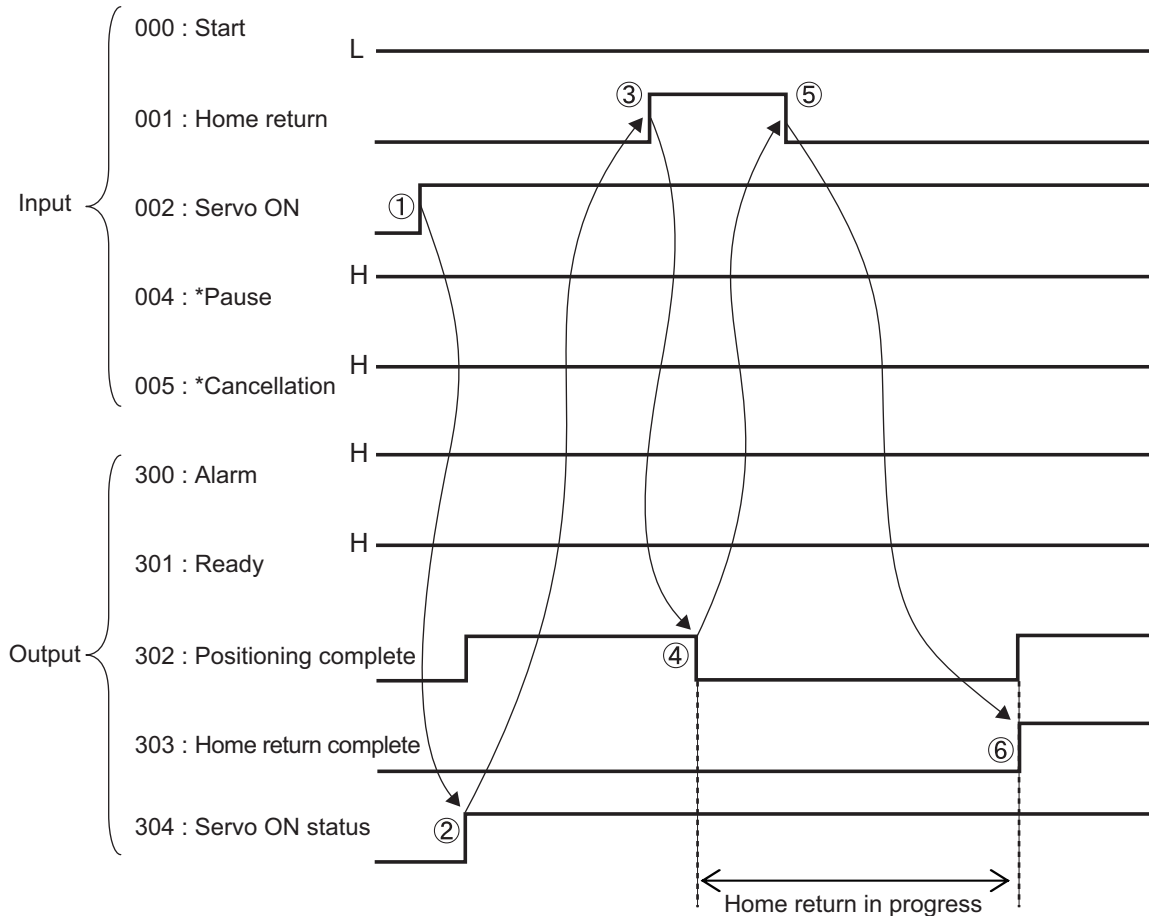 000 : Start
L
001 : Home return
③
⑤
Input
002 : Servo ON
①
004 : *Pause
H
005 : *Cancellation
H
300 : Alarm
H
301 : Ready
H
Output
302 : Positioning complete
④
303 : Home return complete
⑥
304 : Servo ON status
②
Home return in progress